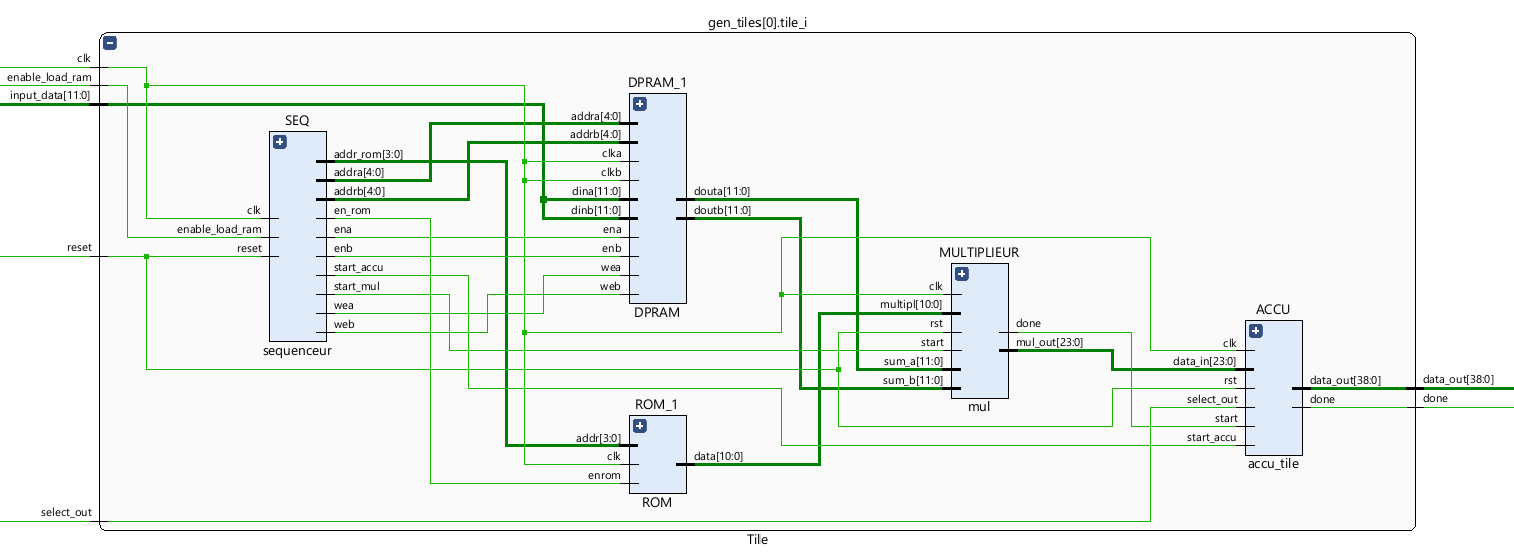 gen_tiles[0].tile_i
clk
enable_load_ram
input_data[11:0]
reset
select_out
SEQ
clk
enable_load_ram
reset
addr_rom[3:0]
addra[4:0]
addrb[4:0]
en_rom
ena
enb
start_accu
start_mul
wea
web
sequenceur
DPRAM_1
addra[4:0]
addrb[4:0]
clka
clkb
dina[11:0]
dinb[11:0]
ena
enb
wea
web
douta[11:0]
doutb[11:0]
DPRAM
ROM_1
addr[3:0]
clk
enrom
data[10:0]
ROM
MULTIPLIEUR
clk
multipl[10:0]
rst
start
sum_a[11:0]
sum_b[11:0]
done
mul_out[23:0]
mul
ACCU
clk
data_in[23:0]
rst
select_out
start
start_accu
data_out[38:0]
done
accu_tile
data_out[38:0]
done
Tile